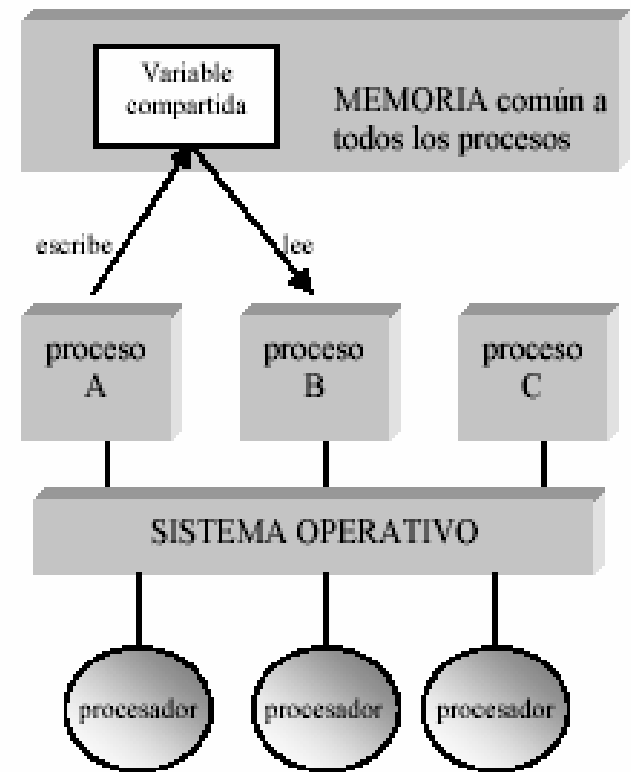 Variable
compartida
MEMORIA común a
todos los procesos
escribe
lee
proceso
A
proceso
B
proceso
C
SISTEMA OPERATIVO
procesador
procesador
procesador